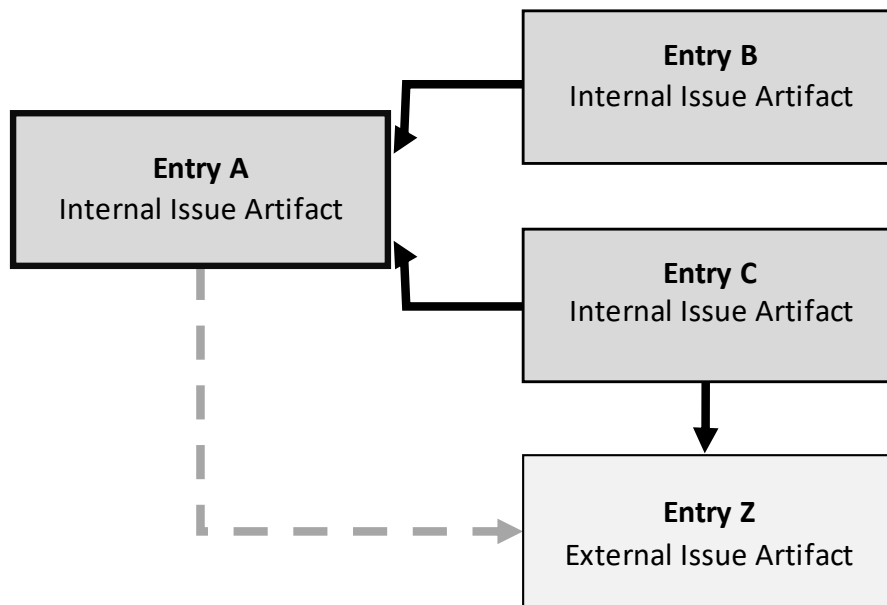 Entry B
Internal Issue Artifact
Entry A
Internal Issue Artifact
Entry C
Internal Issue Artifact
Entry Z
External Issue Artifact